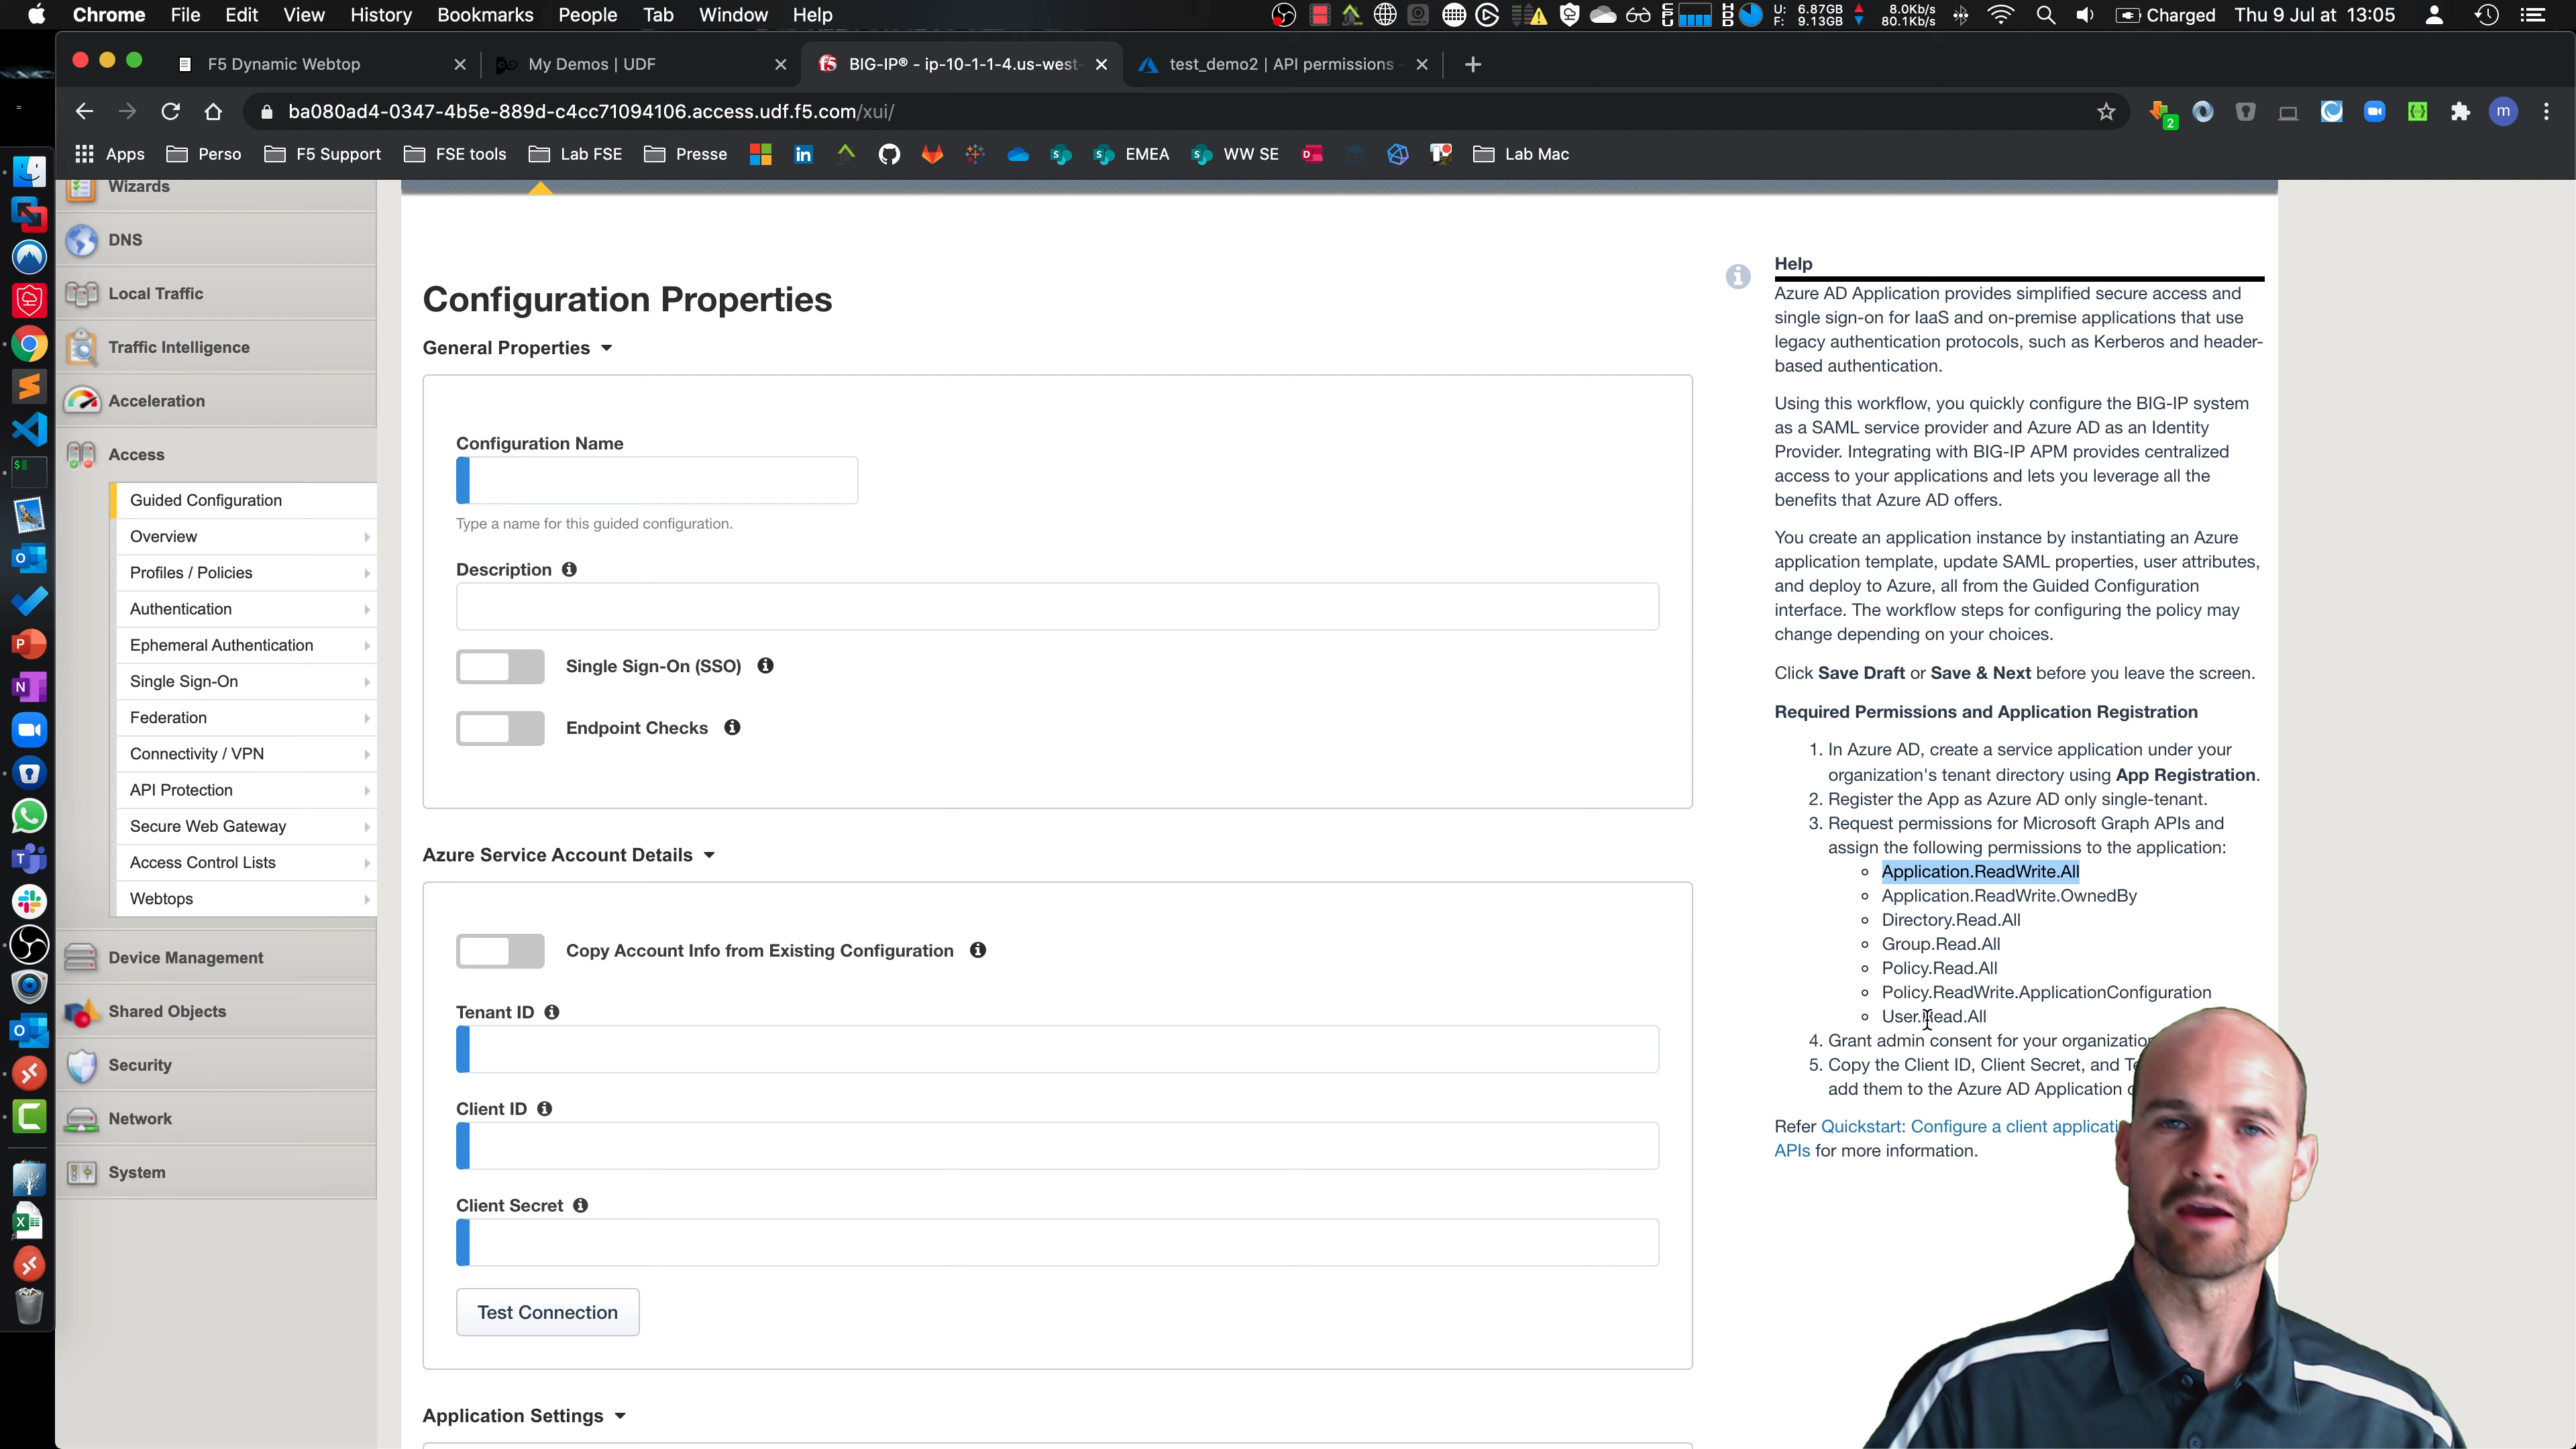 Chrome File Edit View History Bookmarks People Tab Window Help
U: 6.87GB 8.0Kb/s
F: 9.13GB 80.1Kb/s
Charged Thu 9 Jul at 13:05
F5 Dynamic Webtop
My Demos | UDF
BIG-IP® - ip-10-1-1-4.us-west-
test_demo2 | API permissions -
ba080ad4-0347-4b5e-889d-c4cc71094106.access.udf.f5.com/xui/
2
m
Apps Perso F5 Support FSE tools Lab FSE Presse EMEA WW SE Lab Mac
Wizards
DNS
Local Traffic
Traffic Intelligence
Acceleration
Access
Guided Configuration
Overview
Profiles / Policies
Authentication
Ephemeral Authentication
Single Sign-On
Federation
Connectivity / VPN
API Protection
Secure Web Gateway
Access Control Lists
Webtops
Device Management
Shared Objects
Security
Network
System
Configuration Properties
General Properties
Configuration Name
Type a name for this guided configuration.
Description
Single Sign-On (SSO)
Endpoint Checks
Azure Service Account Details
Copy Account Info from Existing Configuration
Tenant ID
Client ID
Client Secret
Test Connection
Application Settings
Help
Azure AD Application provides simplified secure access and
single sign-on for IaaS and on-premise applications that use
legacy authentication protocols, such as Kerberos and header-
based authentication.
Using this workflow, you quickly configure the BIG-IP system
as a SAML service provider and Azure AD as an Identity
Provider. Integrating with BIG-IP APM provides centralized
access to your applications and lets you leverage all the
benefits that Azure AD offers.
You create an application instance by instantiating an Azure
application template, update SAML properties, user attributes,
and deploy to Azure, all from the Guided Configuration
interface. The workflow steps for configuring the policy may
change depending on your choices.
Click Save Draft or Save & Next before you leave the screen.
Required Permissions and Application Registration
1. In Azure AD, create a service application under your
organization's tenant directory using App Registration.
2. Register the App as Azure AD only single-tenant.
3. Request permissions for Microsoft Graph APIs and
assign the following permissions to the application:
Application.ReadWrite.All
Application.ReadWrite.OwnedBy
Directory.Read.All
Group.Read.All
Policy.Read.All
Policy.ReadWrite.ApplicationConfiguration
User.Read.All
4. Grant admin consent for your organization
5. Copy the Client ID, Client Secret, and
add them to the Azure AD Application
Refer Quickstart: Configure a client
APIs for more information.